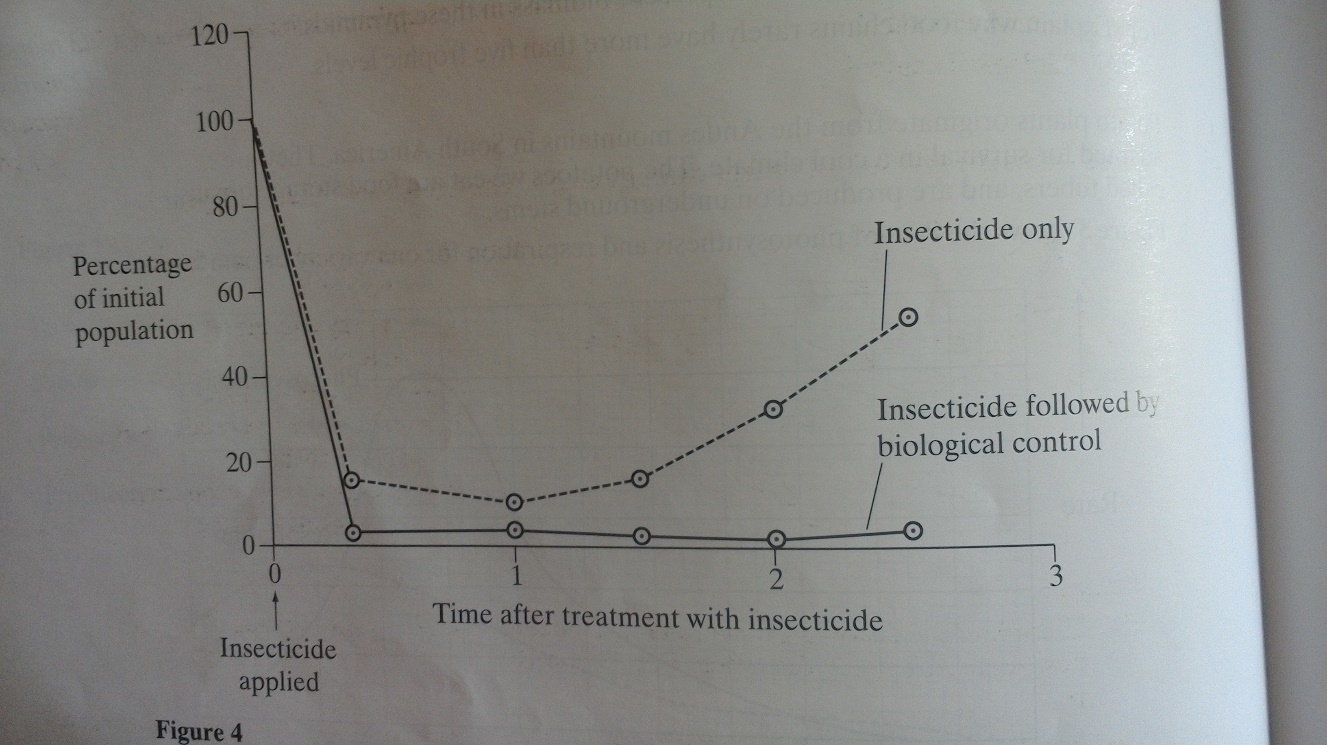 120
100
80
60
40
20
0
Percentage
of initial
population
Insecticide only
Insecticide followed by
biological control
0
1
2
3
Time after treatment with insecticide
Insecticide
applied
Figure 4